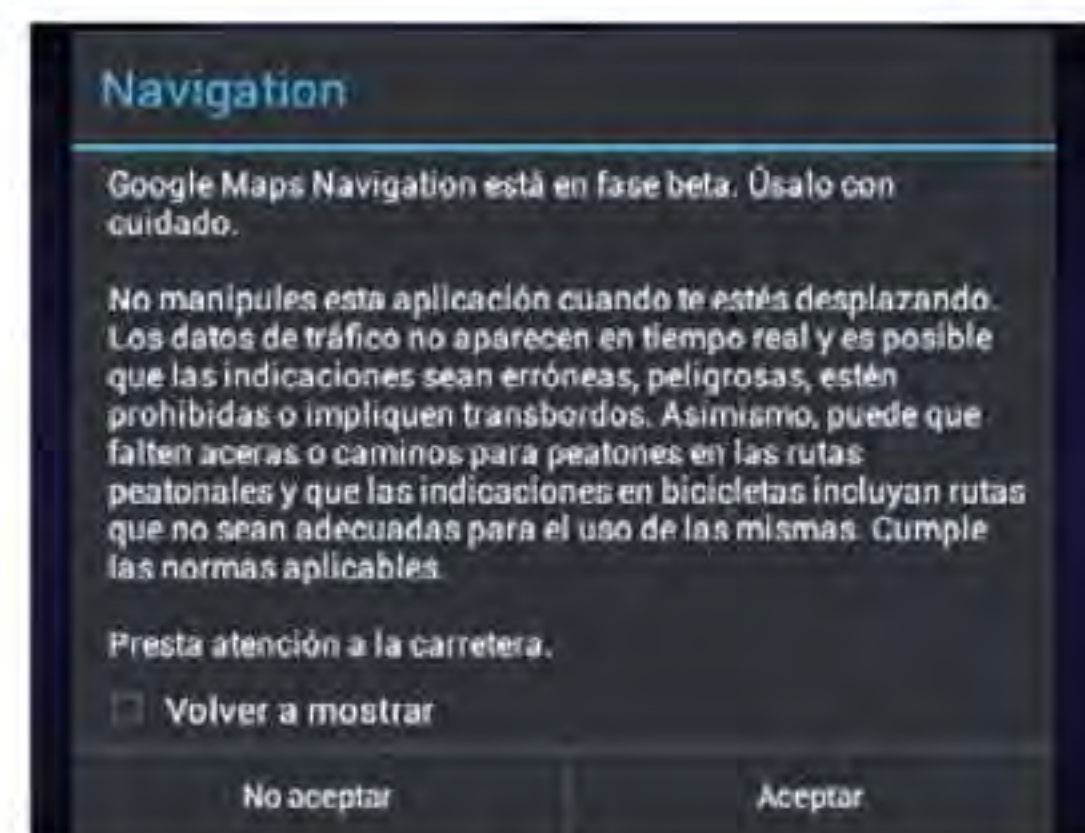 Navigation
Google Maps Navigation está en fase beta. Úsalo con
cuidado.
No manipules esta aplicación cuando te estés desplazando.
Los datos de tráfico no aparecen en tiempo real y es posible
que las indicaciones sean erróneas, peligrosas, estén
prohibidas o impliquen transbordos. Asimismo, puede que
falten aceras o caminos para peatones en las rutas
peatonales y que las indicaciones en bicicletas incluyan rutas
que no sean adecuadas para el uso de las mismas. Cumple
las normas aplicables.
Presta atención a la carretera.
Volver a mostrar
No aceptar
Aceptar